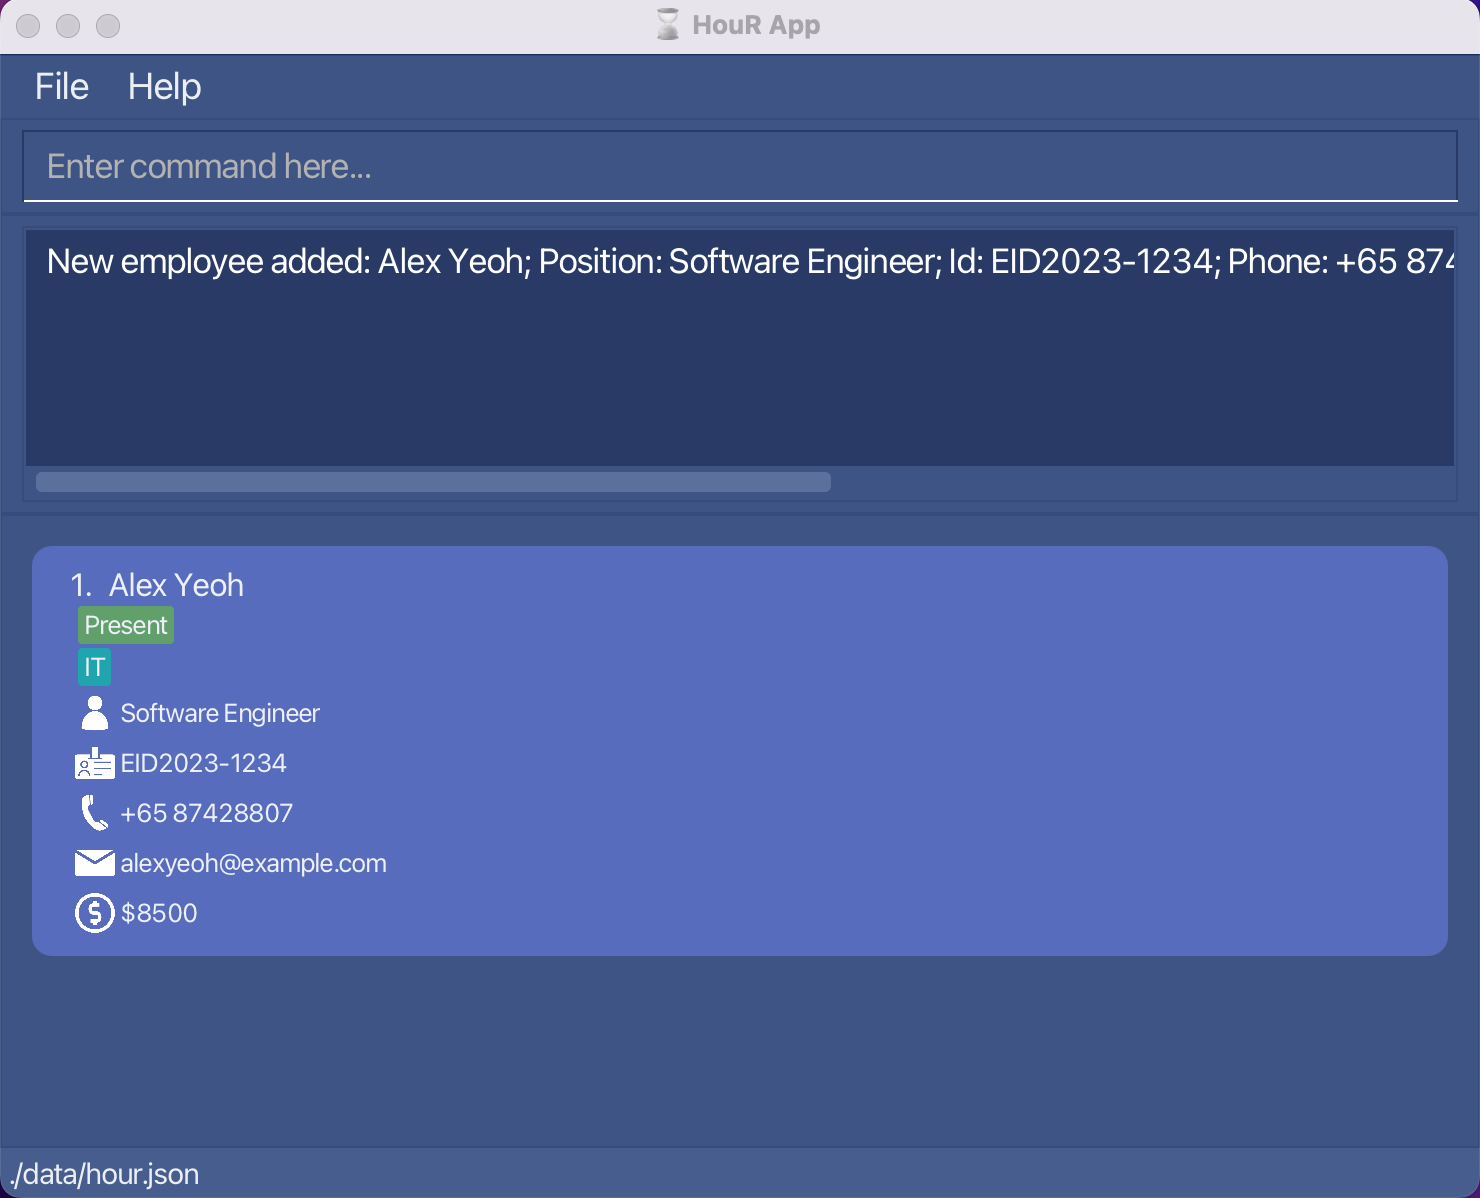 HouR App
File Help
Enter command here...
New employee added: Alex Yeoh; Position: Software Engineer; Id: EID2023-1234; Phone: +65 874
1. Alex Yeoh
Present
IT
Software Engineer
EID2023-1234
+65 87428807
alexyeoh@example.com
$8500
./data/hour.json